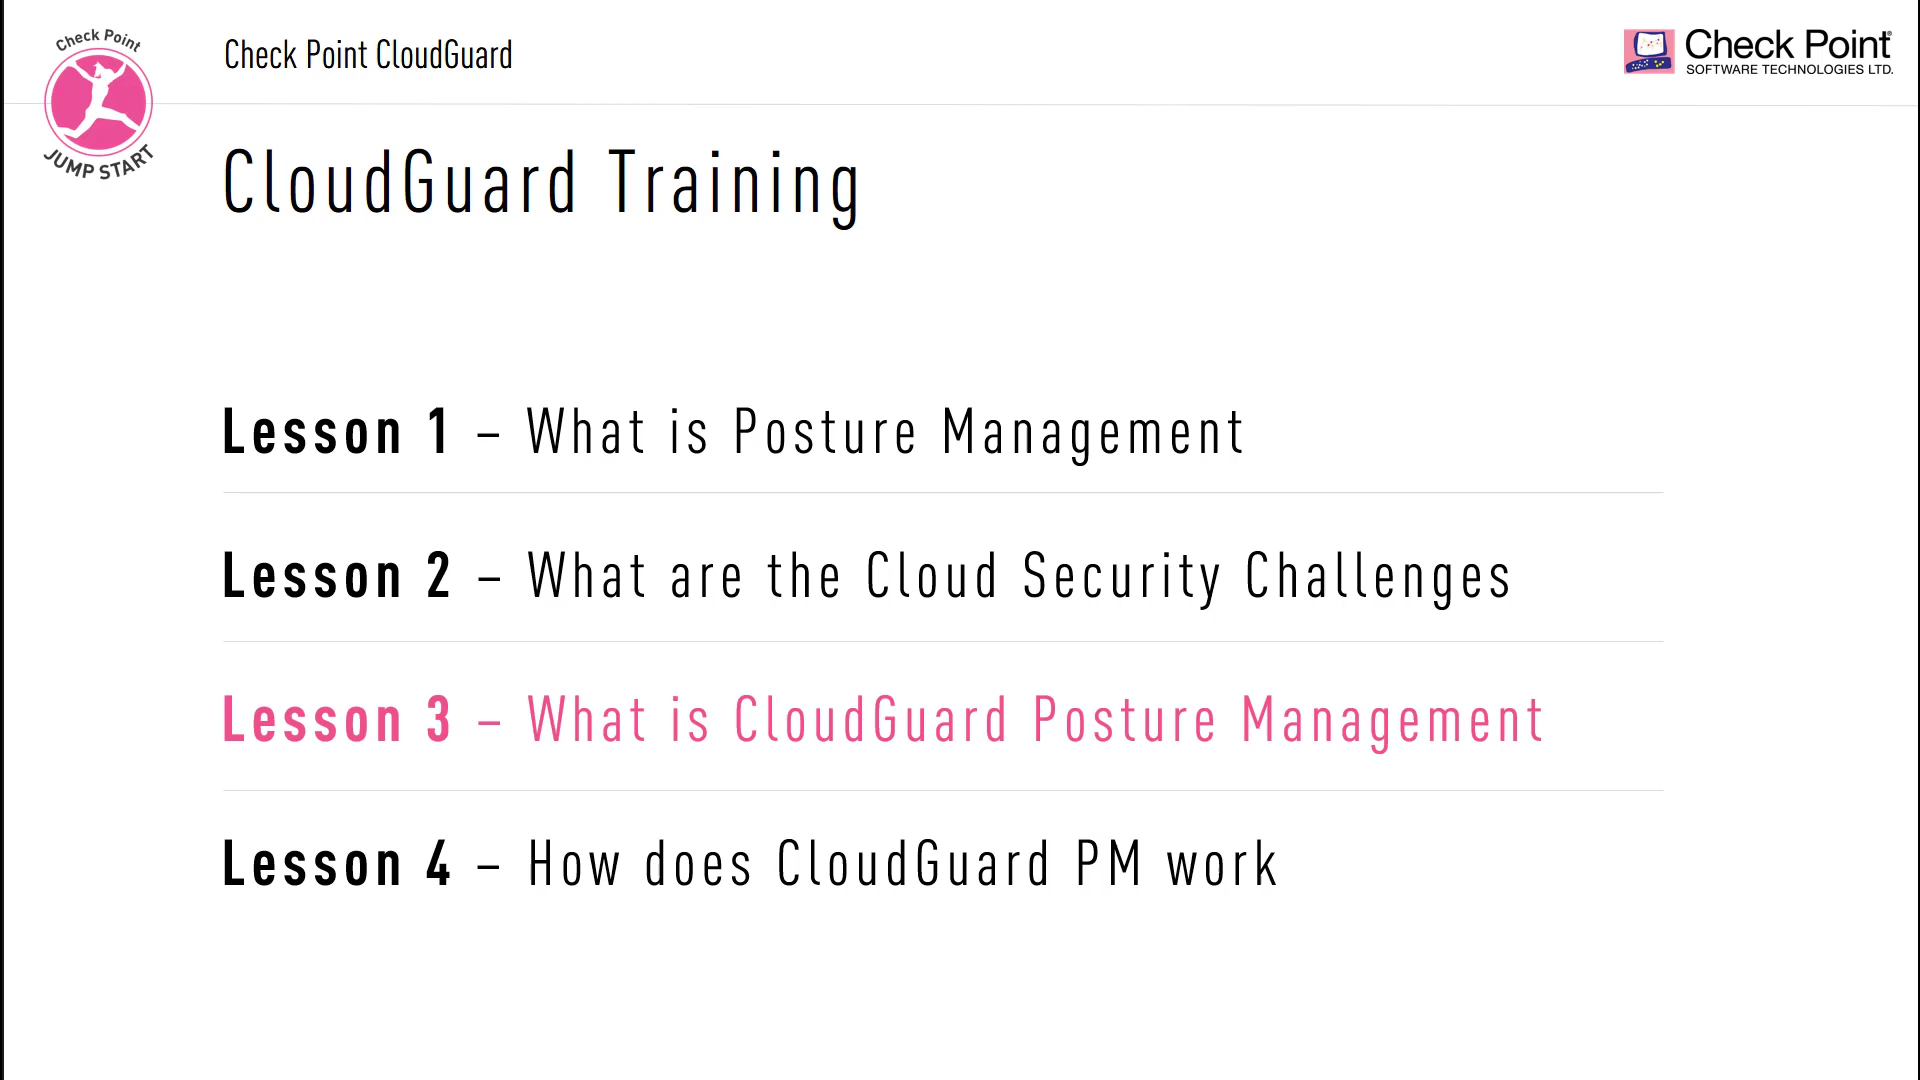 Check Point
JUMP START
Check Point CloudGuard
Check Point®
SOFTWARE TECHNOLOGIES LTD.
CloudGuard Training
Lesson 1 – What is Posture Management
Lesson 2 – What are the Cloud Security Challenges
Lesson 3 – What is CloudGuard Posture Management
Lesson 4 – How does CloudGuard PM work